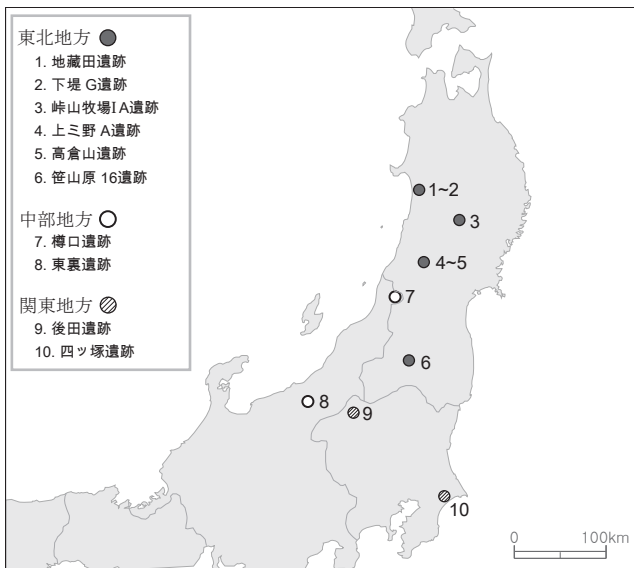 東北地方
1. 地藏田遺跡
2. 下堤 G遺跡
3. 峠山牧場I A遺跡
4. 上ミ野 A遺跡
5. 高倉山遺跡
6. 笹山原 16遺跡
中部地方
7. 樽口遺跡
8. 東裏遺跡
関東地方
9. 後田遺跡
10. 四ッ塚遺跡
1~2
3
4~5
7
6
8
9
10
0 100km